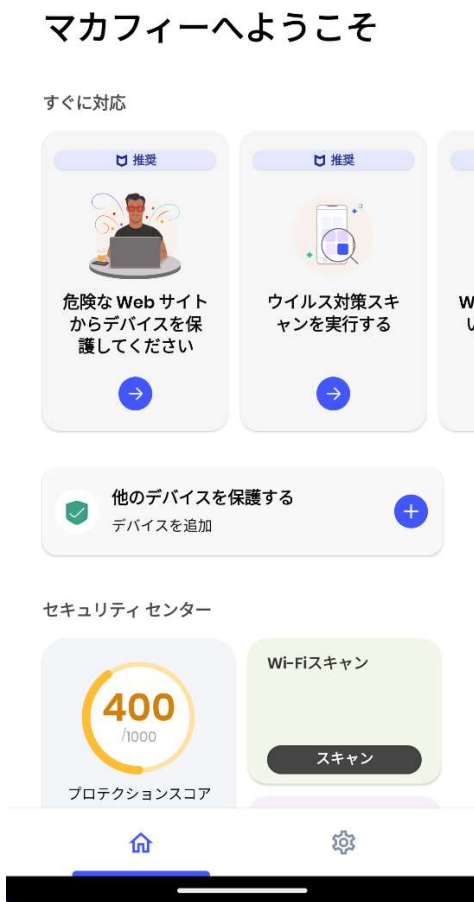 マカフィーへようこそ
すぐに対応
推奨
危険な Web サイト
からデバイスを保
護してください
推奨
ウイルス対策スキ
ャンを実行する
他のデバイスを保護する
デバイスを追加
セキュリティ センター
400
/1000
プロテクションスコア
Wi-Fiスキャン
スキャン